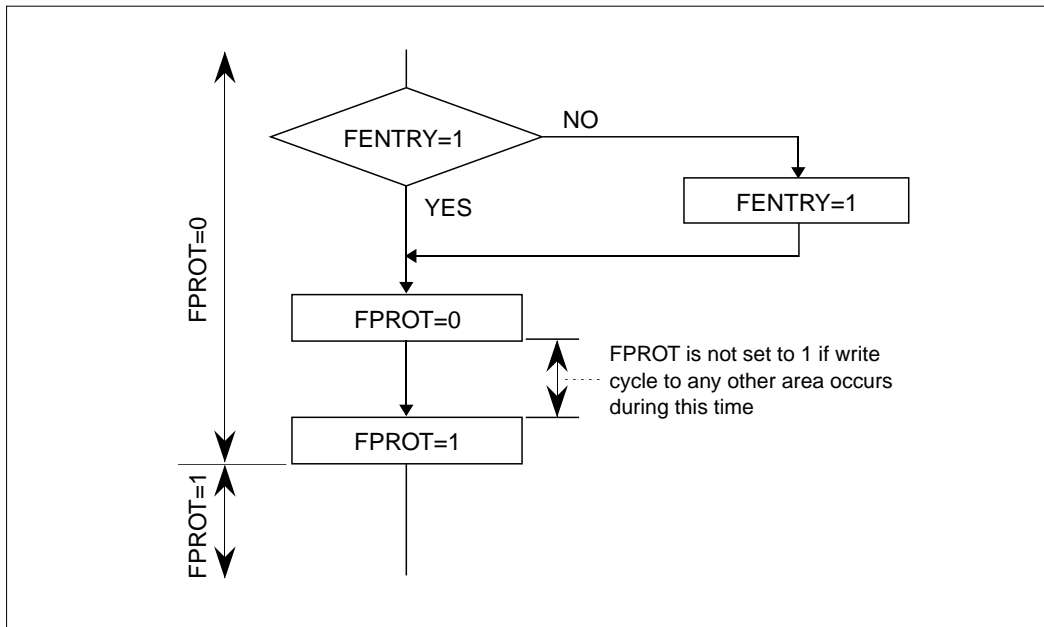 FENTRY=1
NO
YES
FENTRY=1
FPROT=0
FPROT=0
FPROT is not set to 1 if write
cycle to any other area occurs
during this time
FPROT=1
FPROT=1